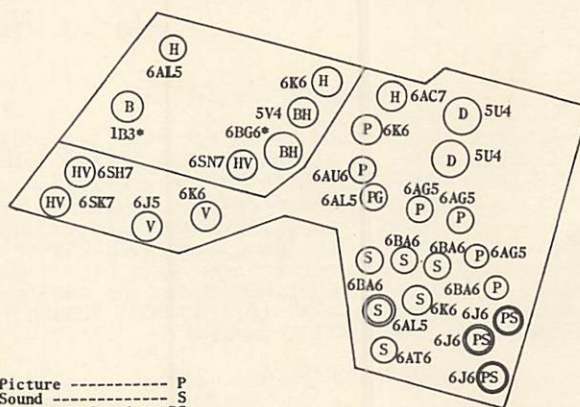 H
6AL5
B
1B3*
6K6 H
5V4 BH
6BG6* BH
6SN7 HV
HV 6SH7
HV 6SK7
6J5
V
6K6
V
H 6AC7
D 5U4
P 6K6
D 5U4
6AU6 P
6AL5 PG
6AG5
P
6AG5
P
S
6BA6
S
6BA6
S
6BA6
P 6AG5
6BA6 P
S 6K6
S 6AL5
S
6AT6
6J6 PS
6J6 PS
6J6 PS
Picture ----------- P
Sound ------------- S